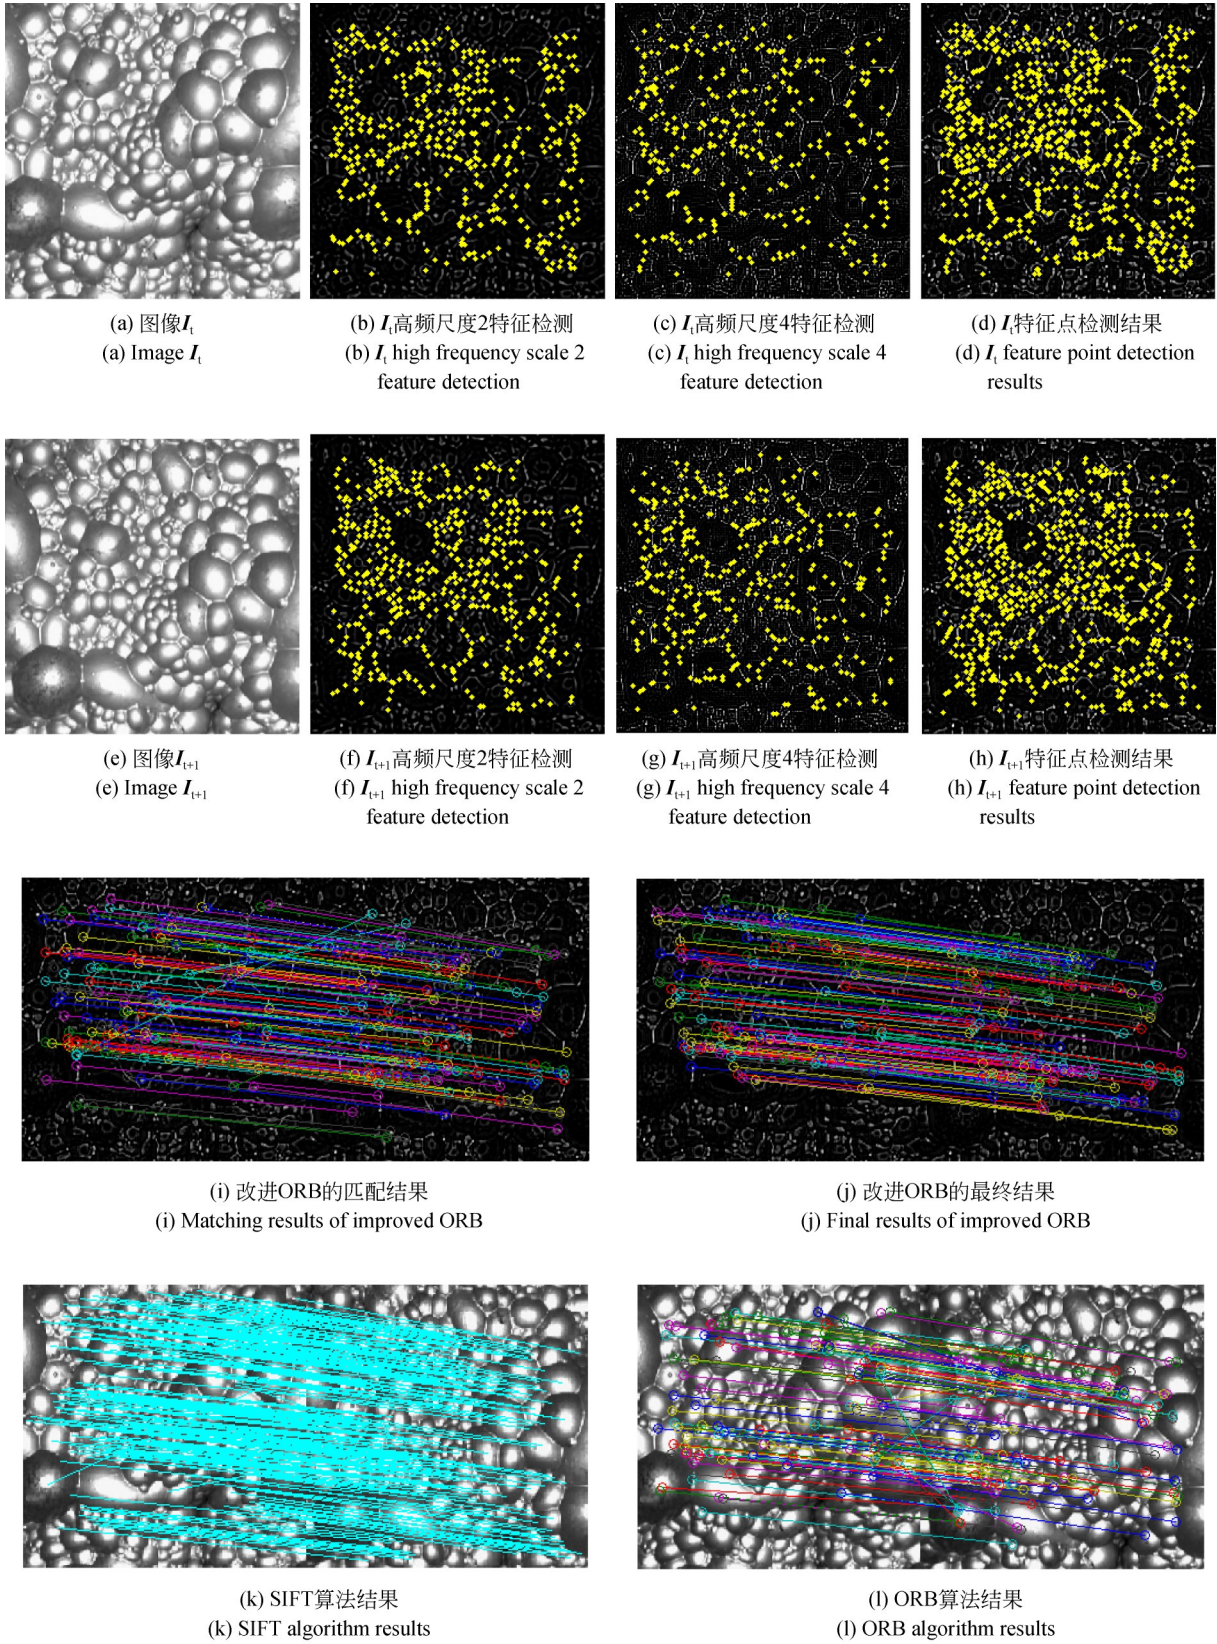 (a) 图像It
(a) Image It
(b) It高频尺度2特征检测
(b) It high frequency scale 2
feature detection
(c) It高频尺度4特征检测
(c) It high frequency scale 4
feature detection
(d) It特征点检测结果
(d) It feature point detection
results
(e) 图像It+1
(e) Image It+1
(f) It+1高频尺度2特征检测
(f) It+1 high frequency scale 2
feature detection
(g) It+1高频尺度4特征检测
(g) It+1 high frequency scale 4
feature detection
(h) It+1特征点检测结果
(h) It+1 feature point detection
results
(i) 改进ORB的匹配结果
(i) Matching results of improved ORB
(j) 改进ORB的最终结果
(j) Final results of improved ORB
(k) SIFT算法结果
(k) SIFT algorithm results
(l) ORB算法结果
(l) ORB algorithm results